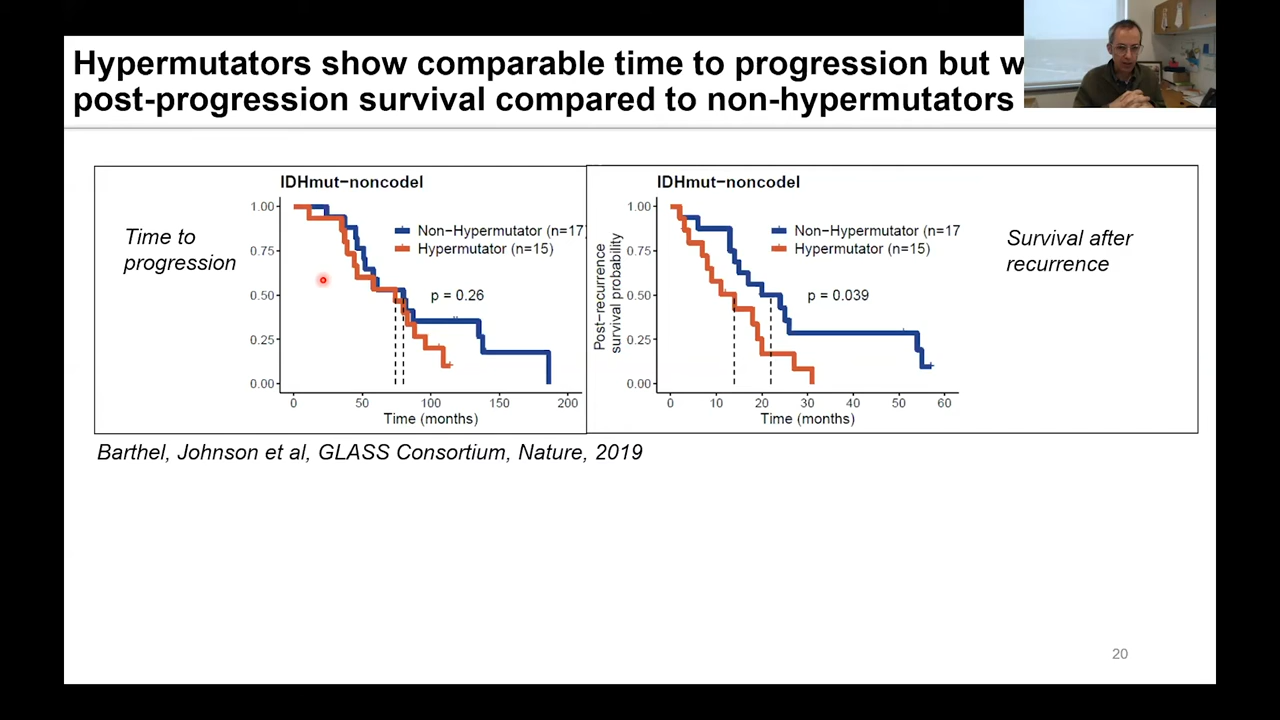 Hypermutators show comparable time to progression but
post-progression survival compared to non-hypermutators
Time to
progression
IDHmut−noncodel
1.00
0.75
0.50
0.25
0.00
Non−Hypermutator (n=17
Hypermutator (n=15)
p = 0.26
0
50
100
150
200
Time (months)
IDHmut−noncodel
Post-recurrence
survival probability
1.00
0.75
0.50
0.25
0.00
Non−Hypermutator (n=17
Hypermutator (n=15)
p = 0.039
0
10
20
30
40
50
60
Time (months)
Survival after
recurrence
Barthel, Johnson et al, GLASS Consortium, Nature, 2019
20